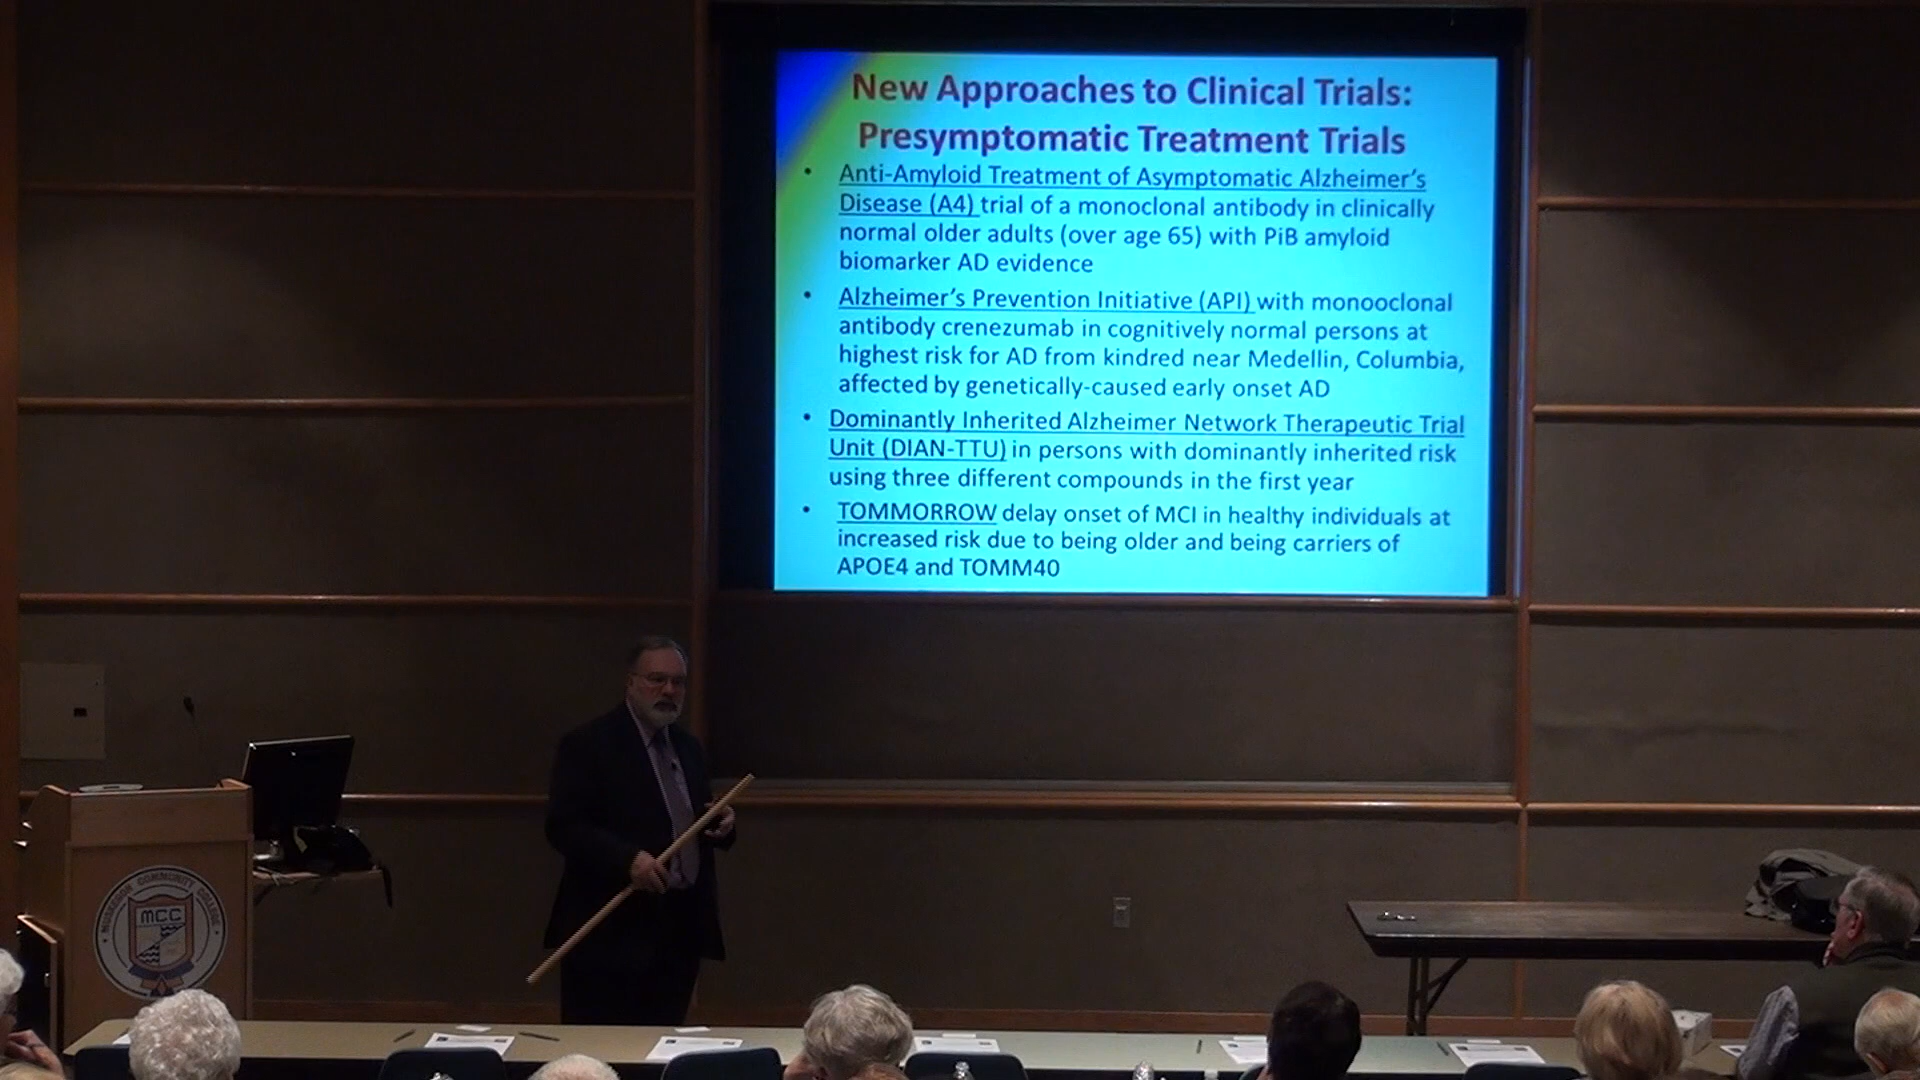 New Approaches to Clinical Trials:
Presymptomatic Treatment Trials
• Anti-Amyloid Treatment of Asymptomatic Alzheimer's
Disease (A4) trial of a monoclonal antibody in clinically
normal older adults (over age 65) with PiB amyloid
biomarker AD evidence
• Alzheimer's Prevention Initiative (API) with monooclonal
antibody crenezumab in cognitively normal persons at
highest risk for AD from kindred near Medellin, Columbia,
affected by genetically-caused early onset AD
• Dominantly Inherited Alzheimer Network Therapeutic Trial
Unit (DIAN-TTU) in persons with dominantly inherited risk
using three different compounds in the first year
• TOMMORROW delay onset of MCI in healthy individuals at
increased risk due to being older and being carriers of
APOE4 and TOMM40
MUSKEGON COMMUNITY COLLEGE
MCC